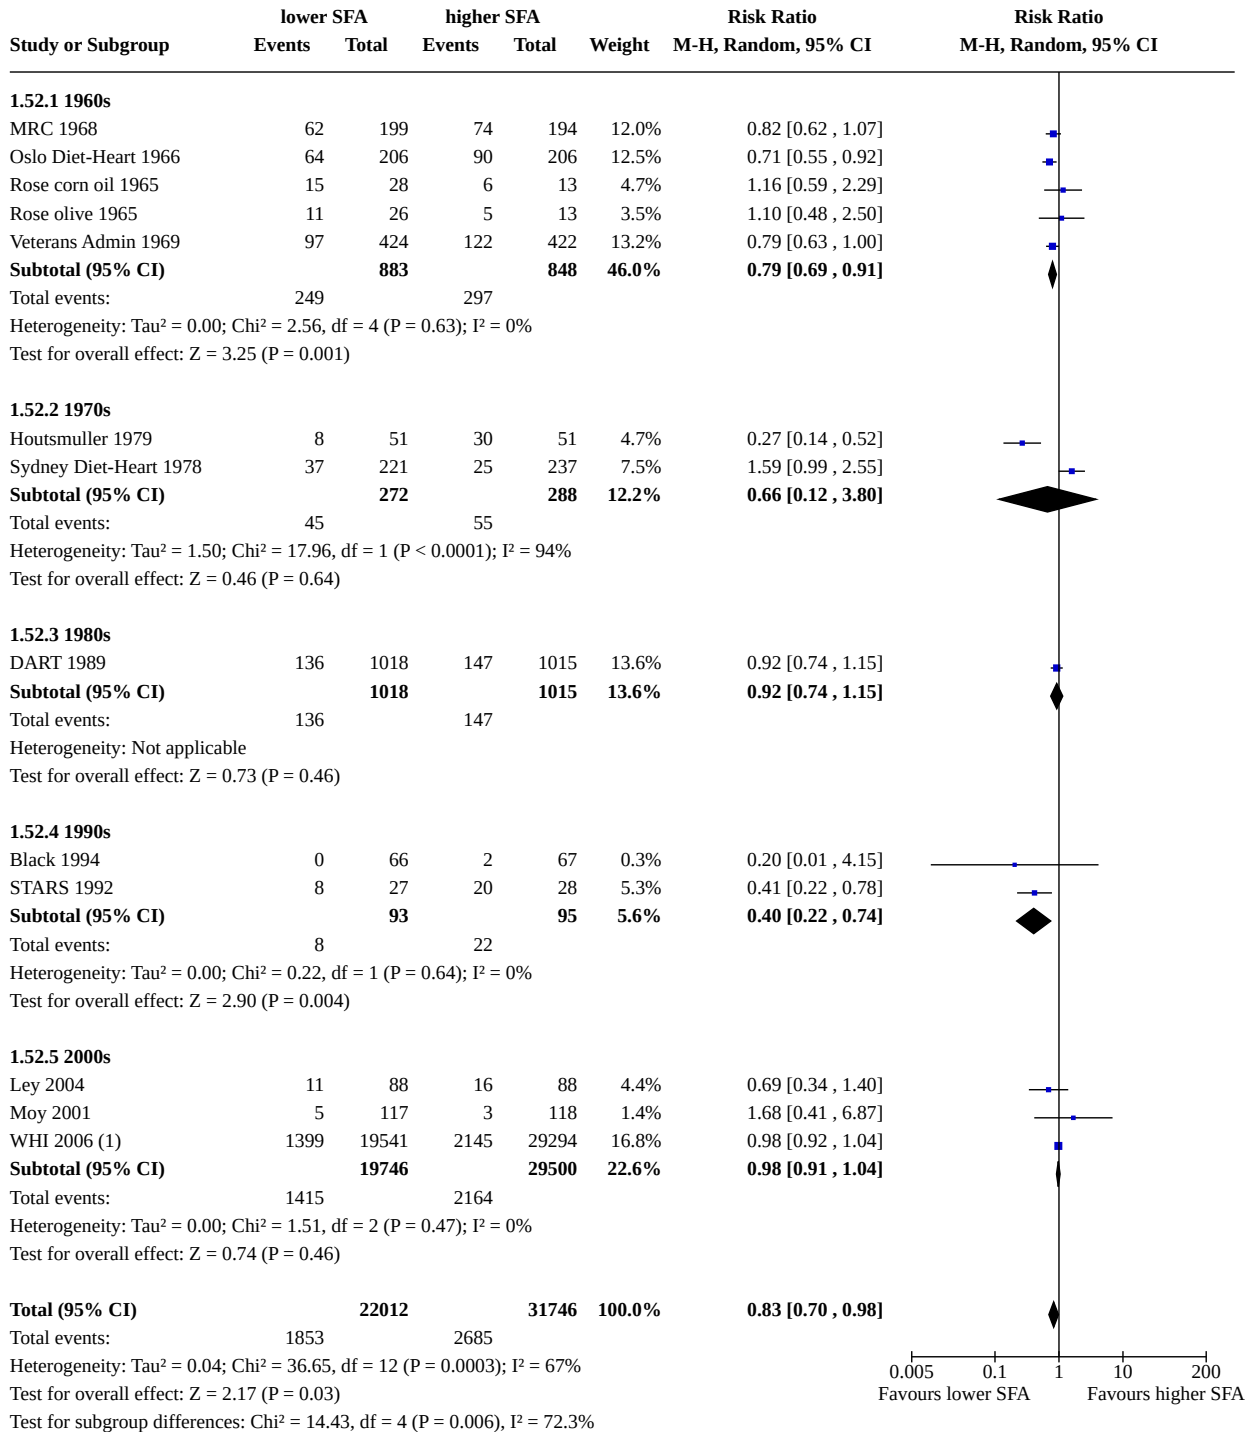 lower SFA higher SFA Risk Ratio Risk Ratio
Study or Subgroup Events Total Events Total Weight M-H, Random, 95% CI M-H, Random, 95% CI
1.52.1 1960s
MRC 1968 62 199 74 194 12.0% 0.82 [0.62 , 1.07]
Oslo Diet-Heart 1966 64 206 90 206 12.5% 0.71 [0.55 , 0.92]
Rose corn oil 1965 15 28 6 13 4.7% 1.16 [0.59 , 2.29]
Rose olive 1965 11 26 5 13 3.5% 1.10 [0.48 , 2.50]
Veterans Admin 1969 97 424 122 422 13.2% 0.79 [0.63 , 1.00]
Subtotal (95% CI) 883 848 46.0% 0.79 [0.69 , 0.91]
Total events: 249 297
Heterogeneity: Tau² = 0.00; Chi² = 2.56, df = 4 (P = 0.63); I² = 0%
Test for overall effect: Z = 3.25 (P = 0.001)
1.52.2 1970s
Houtsmuller 1979 8 51 30 51 4.7% 0.27 [0.14 , 0.52]
Sydney Diet-Heart 1978 37 221 25 237 7.5% 1.59 [0.99 , 2.55]
Subtotal (95% CI) 272 288 12.2% 0.66 [0.12 , 3.80]
Total events: 45 55
Heterogeneity: Tau² = 1.50; Chi² = 17.96, df = 1 (P < 0.0001); I² = 94%
Test for overall effect: Z = 0.46 (P = 0.64)
1.52.3 1980s
DART 1989 136 1018 147 1015 13.6% 0.92 [0.74 , 1.15]
Subtotal (95% CI) 1018 1015 13.6% 0.92 [0.74 , 1.15]
Total events: 136 147
Heterogeneity: Not applicable
Test for overall effect: Z = 0.73 (P = 0.46)
1.52.4 1990s
Black 1994 0 66 2 67 0.3% 0.20 [0.01 , 4.15]
STARS 1992 8 27 20 28 5.3% 0.41 [0.22 , 0.78]
Subtotal (95% CI) 93 95 5.6% 0.40 [0.22 , 0.74]
Total events: 8 22
Heterogeneity: Tau² = 0.00; Chi² = 0.22, df = 1 (P = 0.64); I² = 0%
Test for overall effect: Z = 2.90 (P = 0.004)
1.52.5 2000s
Ley 2004 11 88 16 88 4.4% 0.69 [0.34 , 1.40]
Moy 2001 5 117 3 118 1.4% 1.68 [0.41 , 6.87]
WHI 2006 (1) 1399 19541 2145 29294 16.8% 0.98 [0.92 , 1.04]
Subtotal (95% CI) 19746 29500 22.6% 0.98 [0.91 , 1.04]
Total events: 1415 2164
Heterogeneity: Tau² = 0.00; Chi² = 1.51, df = 2 (P = 0.47); I² = 0%
Test for overall effect: Z = 0.74 (P = 0.46)
Total (95% CI) 22012 31746 100.0% 0.83 [0.70 , 0.98]
Total events: 1853 2685
Heterogeneity: Tau² = 0.04; Chi² = 36.65, df = 12 (P = 0.0003); I² = 67%
0.005 0.1 1 10 200
Test for overall effect: Z = 2.17 (P = 0.03)
Favours lower SFA Favours higher SFA
Test for subgroup differences: Chi² = 14.43, df = 4 (P = 0.006), I² = 72.3%